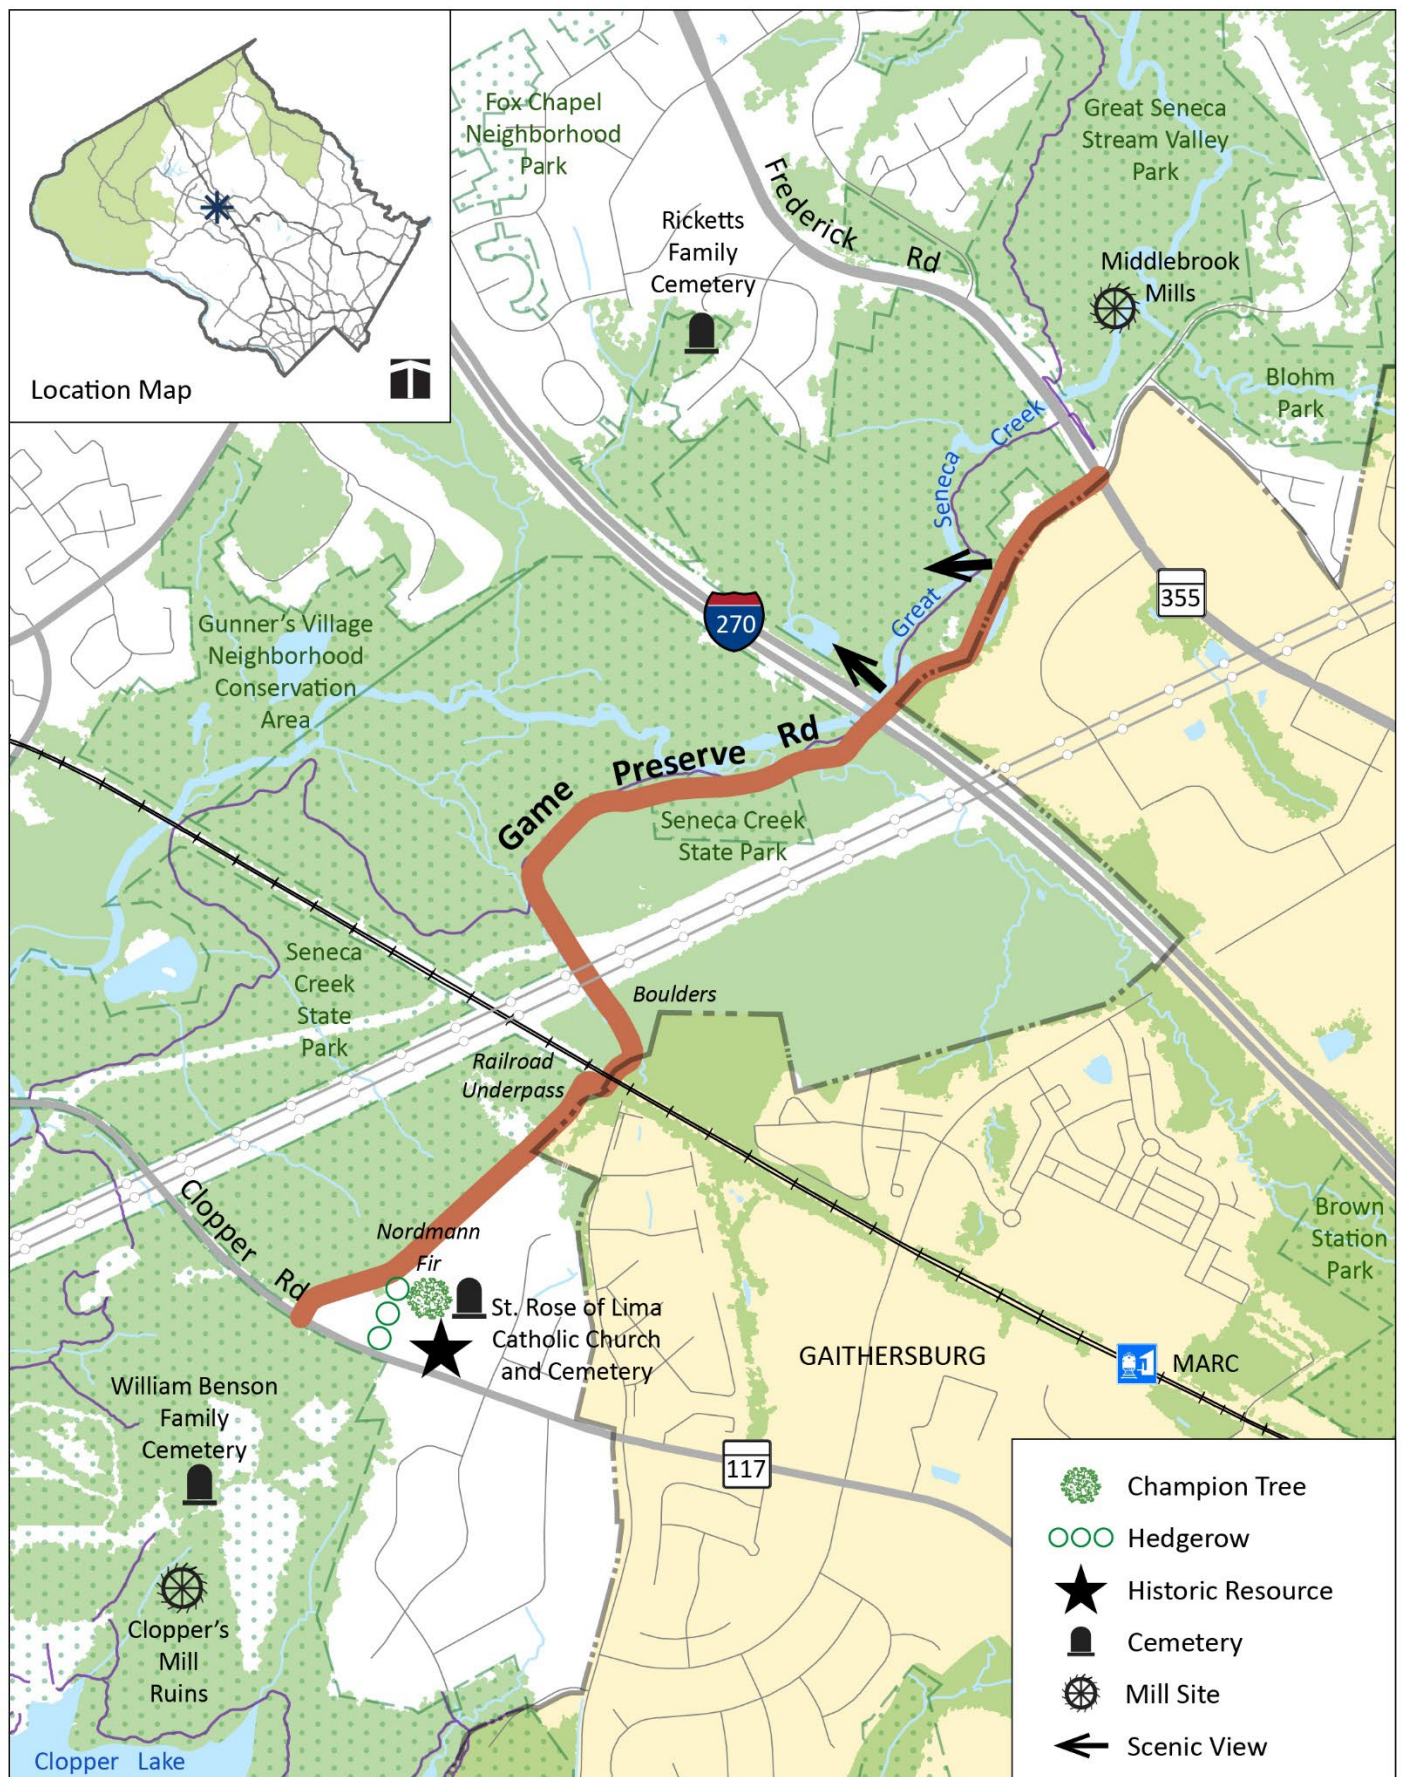 Location Map
Fox Chapel
Neighborhood
Park
Great Seneca
Stream Valley
Park
Frederick Rd
Ricketts
Family
Cemetery
Middlebrook
Mills
Blohm
Park
Great Seneca Creek
355
270
Gunner's Village
Neighborhood
Conservation
Area
Game Preserve Rd
Seneca Creek
State Park
Seneca
Creek
State
Park
Boulders
Railroad
Underpass
Clopper Rd
Nordmann
Fir
St. Rose of Lima
Catholic Church
and Cemetery
Brown
Station
Park
GAITHERSBURG
MARC
William Benson
Family
Cemetery
117
Clopper's
Mill
Ruins
Clopper Lake
Champion Tree
Hedgerow
Historic Resource
Cemetery
Mill Site
Scenic View